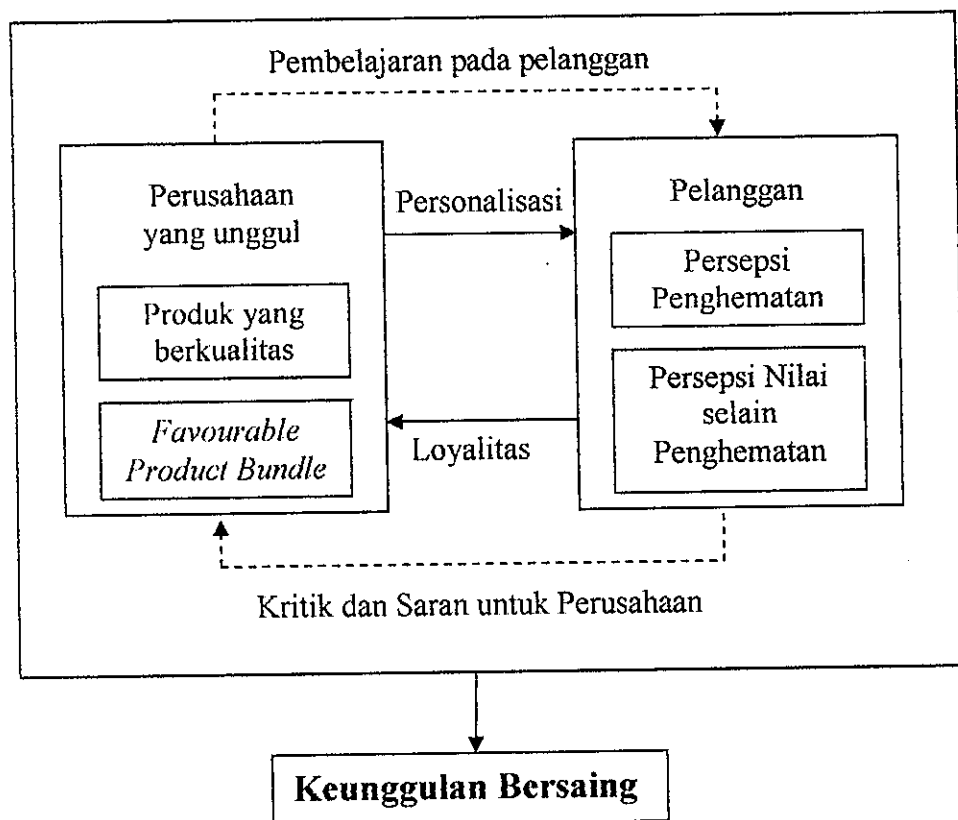 Pembelajaran pada pelanggan
Perusahaan
yang unggul
Produk yang
berkualitas
Favourable
Product Bundle
Personalisasi
Loyalitas
Pelanggan
Persepsi
Penghematan
Persepsi Nilai
selain
Penghematan
Kritik dan Saran untuk Perusahaan
Keunggulan Bersaing